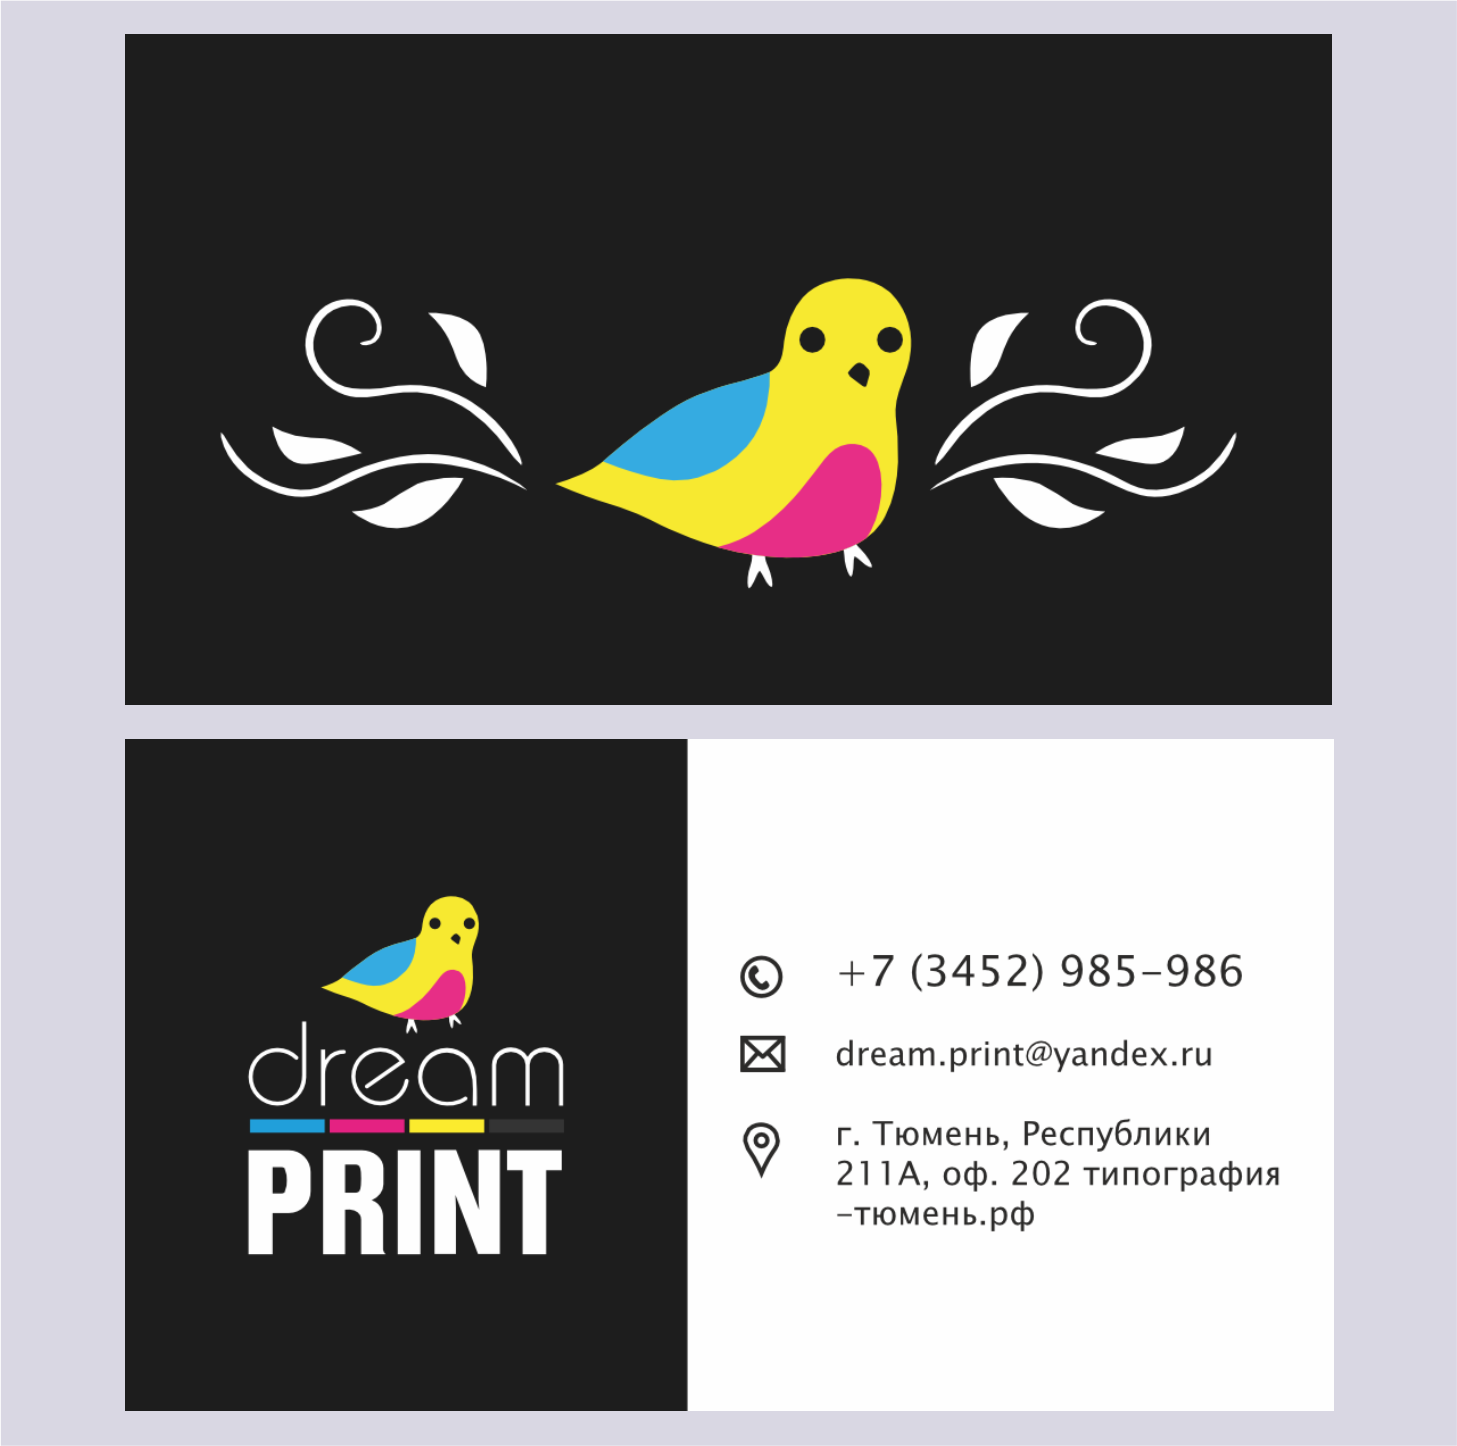 dream
PRINT
+7 (3452) 985-986
dream.print@yandex.ru
г. Тюмень, Республики
211А, оф. 202 типография
-тюмень.рф